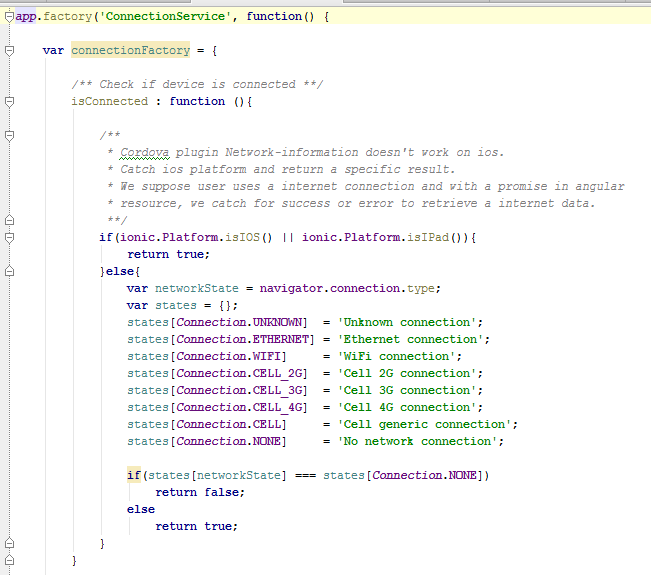 app.factory('ConnectionService', function() {
var connectionFactory = {
/** Check if device is connected **/
isConnected : function (){
/**
* Cordova plugin Network-information doesn't work on ios.
* Catch ios platform and return a specific result.
* We suppose user uses a internet connection and with a promise in angular
* resource, we catch for success or error to retrieve a internet data.
**/
if(ionic.Platform.isIOS() || ionic.Platform.isIPad()){
return true;
}else{
var networkState = navigator.connection.type;
var states = {};
states[Connection.UNKNOWN]  = 'Unknown connection';
states[Connection.ETHERNET] = 'Ethernet connection';
states[Connection.WIFI]     = 'WiFi connection';
states[Connection.CELL_2G]  = 'Cell 2G connection';
states[Connection.CELL_3G]  = 'Cell 3G connection';
states[Connection.CELL_4G]  = 'Cell 4G connection';
states[Connection.CELL]     = 'Cell generic connection';
states[Connection.NONE]     = 'No network connection';
if(states[networkState] === states[Connection.NONE])
return false;
else
return true;
}
}